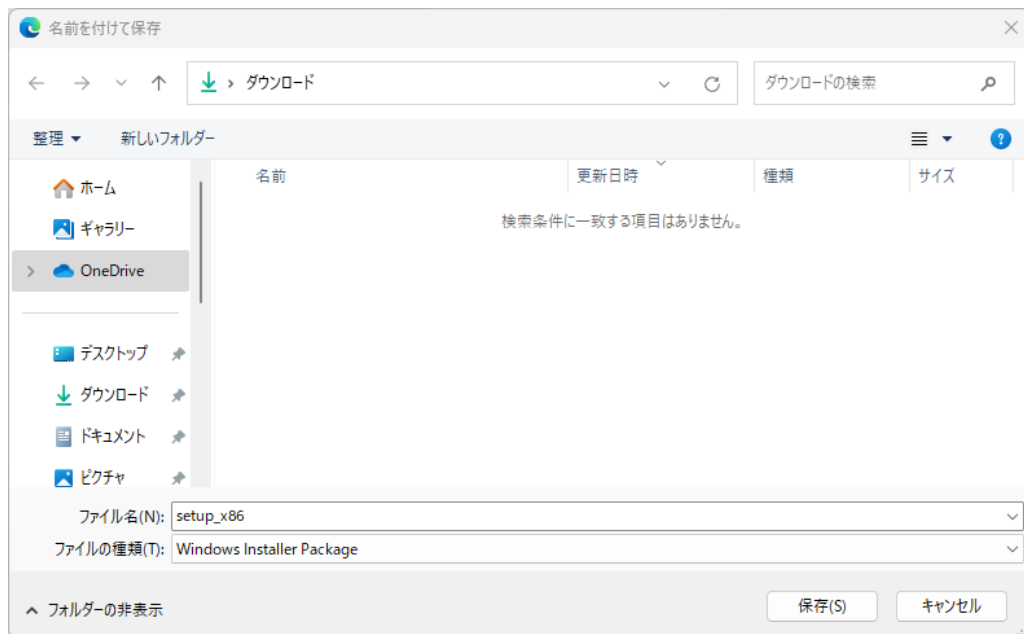 名前を付けて保存
ダウンロード
ダウンロードの検索
整理 新しいフォルダー
名前 更新日時 種類 サイズ
検索条件に一致する項目はありません。
ホーム
ギャラリー
OneDrive
デスクトップ
ダウンロード
ドキュメント
ピクチャ
ファイル名(N): setup_x86
ファイルの種類(T): Windows Installer Package
フォルダーの非表示 保存(S) キャンセル